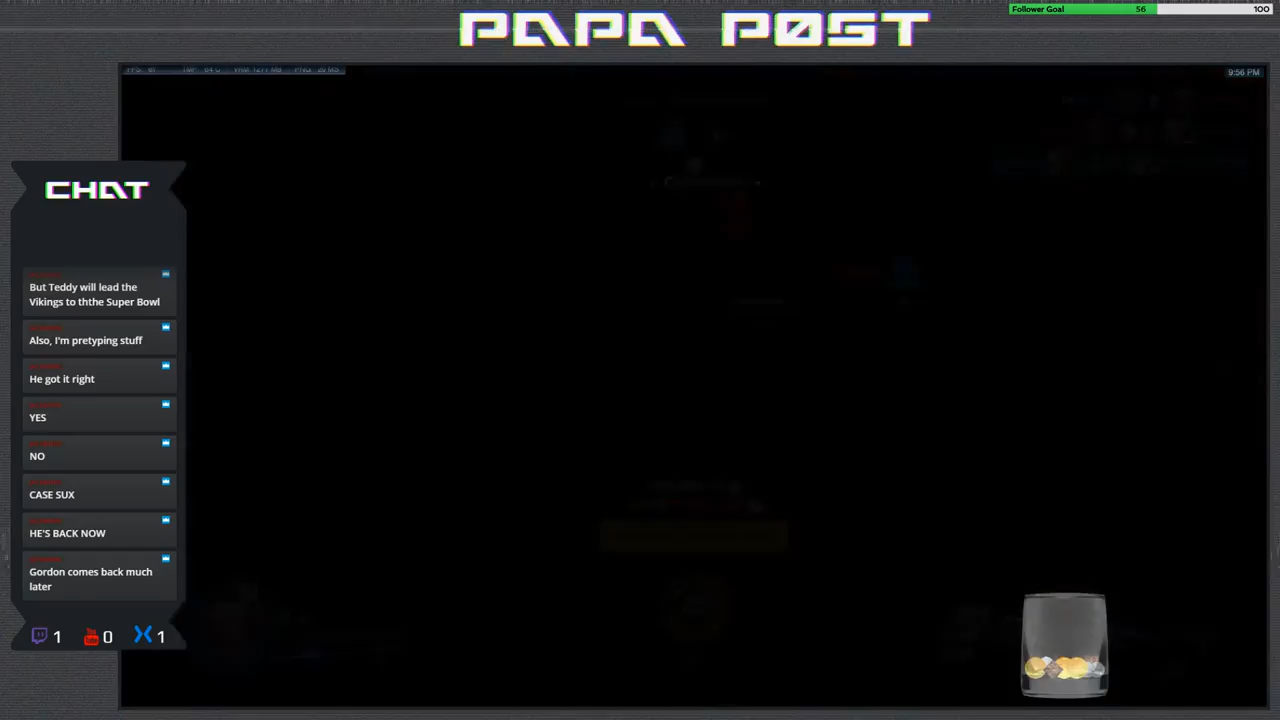 PAPA PØST
Follower Goal 56 100
9:56 PM
CHAT
But Teddy will lead the
Vikings to ththe Super Bowl
Also, I'm pretyping stuff
He got it right
YES
NO
CASE SUX
HE'S BACK NOW
Gordon comes back much
later
1 0 1